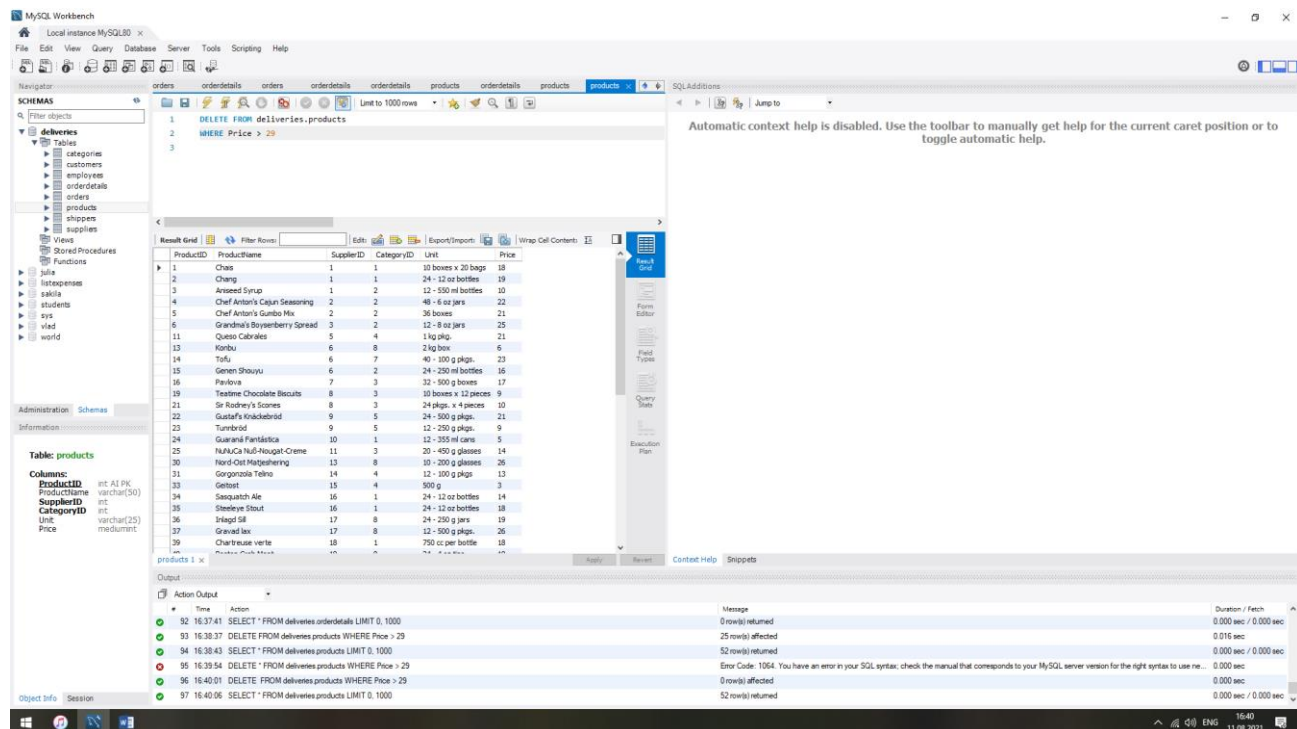 MySQL Workbench
Local instance MySQL80 ×
File Edit View Query Database Server Tools Scripting Help
Navigator
SCHEMAS
Filter objects
deliveries
Tables
categories
customers
employees
orderdetails
orders
products
shippers
suppliers
Views
Stored Procedures
Functions
julia
listexpenses
sakila
students
sys
vlad
world
Administration Schemas
Information
Table: products
Columns:
ProductID int AI PK
ProductName varchar(50)
SupplierID int
CategoryID int
Unit varchar(25)
Price mediumint
Object Info Session
orders orderdetails orders orderdetails orderdetails products orderdetails products products ×
Limit to 1000 rows
1 DELETE FROM deliveries.products
2 WHERE Price > 29
3
Result Grid Filter Rows: Edit: Export/Import: Wrap Cell Content:
ProductID ProductName SupplierID CategoryID Unit Price
1 Chais 1 1 10 boxes x 20 bags 18
2 Chang 1 1 24 - 12 oz bottles 19
3 Aniseed Syrup 1 2 12 - 550 ml bottles 10
4 Chef Anton's Cajun Seasoning 2 2 48 - 6 oz jars 22
5 Chef Anton's Gumbo Mix 2 2 36 boxes 21
6 Grandma's Boysenberry Spread 3 2 12 - 8 oz jars 25
11 Queso Cabrales 5 4 1 kg pkg. 21
13 Konbu 6 8 2 kg box 6
14 Tofu 6 7 40 - 100 g pkgs. 23
15 Genen Shouyu 6 2 24 - 250 ml bottles 16
16 Pavlova 7 3 32 - 500 g boxes 17
19 Teatime Chocolate Biscuits 8 3 10 boxes x 12 pieces 9
21 Sir Rodney's Scones 8 3 24 pkgs. x 4 pieces 10
22 Gustaf's Knäckebröd 9 5 24 - 500 g pkgs. 21
23 Tunnbröd 9 5 12 - 250 g pkgs. 9
24 Guaraná Fantástica 10 1 12 - 355 ml cans 5
25 NuNuCa Nuß-Nougat-Creme 11 3 20 - 450 g glasses 14
30 Nord-Ost Matjeshering 13 8 10 - 200 g glasses 26
31 Gorgonzola Telino 14 4 12 - 100 g pkgs 13
33 Geitost 15 4 500 g 3
34 Sasquatch Ale 16 1 24 - 12 oz bottles 14
35 Steeleye Stout 16 1 24 - 12 oz bottles 18
36 Inlagd Sill 17 8 24 - 250 g jars 19
37 Gravad lax 17 8 12 - 500 g pkgs. 26
39 Chartreuse verte 18 1 750 cc per bottle 18
Result Grid
Form Editor
Field Types
Query Stats
Execution Plan
products 1 × Apply Revert
SQLAdditions
Jump to
Automatic context help is disabled. Use the toolbar to manually get help for the current caret position or to
toggle automatic help.
Context Help Snippets
Output
Action Output
# Time Action Message Duration / Fetch
92 16:37:41 SELECT * FROM deliveries.orderdetails LIMIT 0, 1000 0 row(s) returned 0.000 sec / 0.000 sec
93 16:38:37 DELETE FROM deliveries.products WHERE Price > 29 25 row(s) affected 0.016 sec
94 16:38:43 SELECT * FROM deliveries.products LIMIT 0, 1000 52 row(s) returned 0.000 sec / 0.000 sec
95 16:39:54 DELETE * FROM deliveries.products WHERE Price > 29 Error Code: 1064. You have an error in your SQL syntax; check the manual that corresponds to your MySQL server version for the right syntax to use ne... 0.000 sec
96 16:40:01 DELETE FROM deliveries.products WHERE Price > 29 0 row(s) affected 0.000 sec
97 16:40:06 SELECT * FROM deliveries.products LIMIT 0, 1000 52 row(s) returned 0.000 sec / 0.000 sec
ENG 16:40
11.08.2021